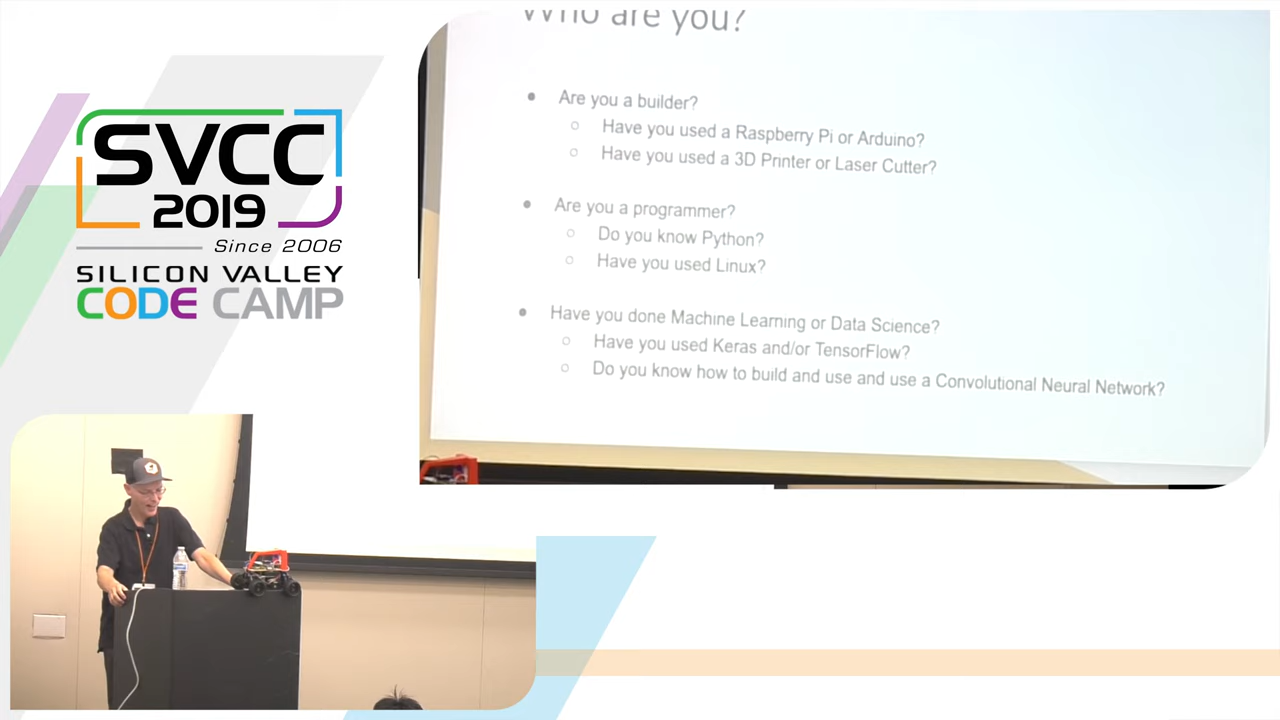 SVCC
2019
Since 2006
SILICON VALLEY
CODE CAMP
Who are you?
Are you a builder?
Have you used a Raspberry Pi or Arduino?
Have you used a 3D Printer or Laser Cutter?
Are you a programmer?
Do you know Python?
Have you used Linux?
Have you done Machine Learning or Data Science?
Have you used Keras and/or TensorFlow?
Do you know how to build and use and use a Convolutional Neural Network?